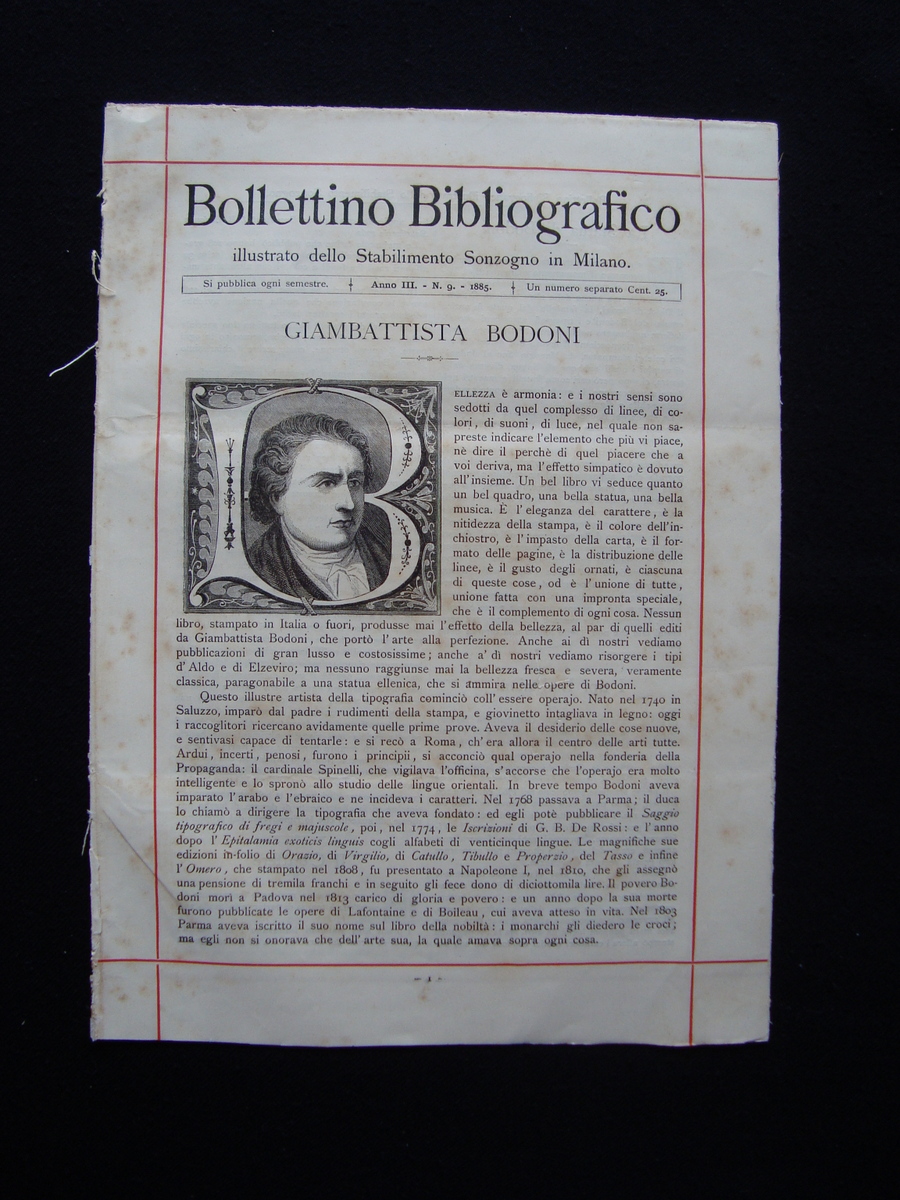 Bollettino Bibliografico
illustrato dello Stabilimento Sonzogno in Milano.
Si pubblica ogni semestre. Anno III. - N. 9. - 1885. Un numero separato Cent. 25.
GIAMBATTISTA BODONI
BELLEZZA è armonia: e i nostri sensi sono
sedotti da quel complesso di linee, di co-
lori, di suoni, di luce, nel quale non sa-
preste indicare l'elemento che più vi piace,
nè dire il perchè di quel piacere che a
voi deriva, ma l'effetto simpatico è dovuto
all'insieme. Un bel libro vi seduce quanto
un bel quadro, una bella statua, una bella
musica. È l'eleganza del carattere, è la
nitidezza della stampa, è il colore dell'in-
chiostro, è l'impasto della carta, è il for-
mato delle pagine, è la distribuzione delle
linee, è il gusto degli ornati, è ciascuna
di queste cose, od è l'unione di tutte,
unione fatta con una impronta speciale,
che è il complemento di ogni cosa. Nessun
libro, stampato in Italia o fuori, produsse mai l'effetto della bellezza, al par di quelli editi
da Giambattista Bodoni, che portò l'arte alla perfezione. Anche ai dì nostri vediamo
pubblicazioni di gran lusso e costosissime; anche a' dì nostri vediamo risorgere i tipi
d'Aldo e di Elzeviro; ma nessuno raggiunse mai la bellezza fresca e severa, veramente
classica, paragonabile a una statua ellenica, che si ammira nelle opere di Bodoni.
Questo illustre artista della tipografia cominciò coll'essere operajo. Nato nel 1740 in
Saluzzo, imparò dal padre i rudimenti della stampa, e giovinetto intagliava in legno: oggi
i raccoglitori ricercano avidamente quelle prime prove. Aveva il desiderio delle cose nuove,
e sentivasi capace di tentarle: e si recò a Roma, ch'era allora il centro delle arti tutte.
Ardui, incerti, penosi, furono i principii, si acconciò qual operajo nella fonderia della
Propaganda: il cardinale Spinelli, che vigilava l'officina, s'accorse che l'operajo era molto
intelligente e lo spronò allo studio delle lingue orientali. In breve tempo Bodoni aveva
imparato l'arabo e l'ebraico e ne incideva i caratteri. Nel 1768 passava a Parma; il duca
lo chiamò a dirigere la tipografia che aveva fondato: ed egli potè pubblicare il Saggio
tipografico di fregi e majuscole, poi, nel 1774, le Iscrizioni di G. B. De Rossi: e l'anno
dopo l'Epitalamia exoticis linguis cogli alfabeti di venticinque lingue. Le magnifiche sue
edizioni in-folio di Orazio, di Virgilio, di Catullo, Tibullo e Properzio, del Tasso e infine
l'Omero, che stampato nel 1808, fu presentato a Napoleone I, nel 1810, che gli assegnò
una pensione di tremila franchi e in seguito gli fece dono di diciottomila lire. Il povero Bo-
doni morì a Padova nel 1813 carico di gloria e povero: e un anno dopo la sua morte
furono pubblicate le opere di Lafontaine e di Boileau, cui aveva atteso in vita. Nel 1803
Parma aveva iscritto il suo nome sul libro della nobiltà: i monarchi gli diedero le croci;
ma egli non si onorava che dell'arte sua, la quale amava sopra ogni cosa.
- 1 -